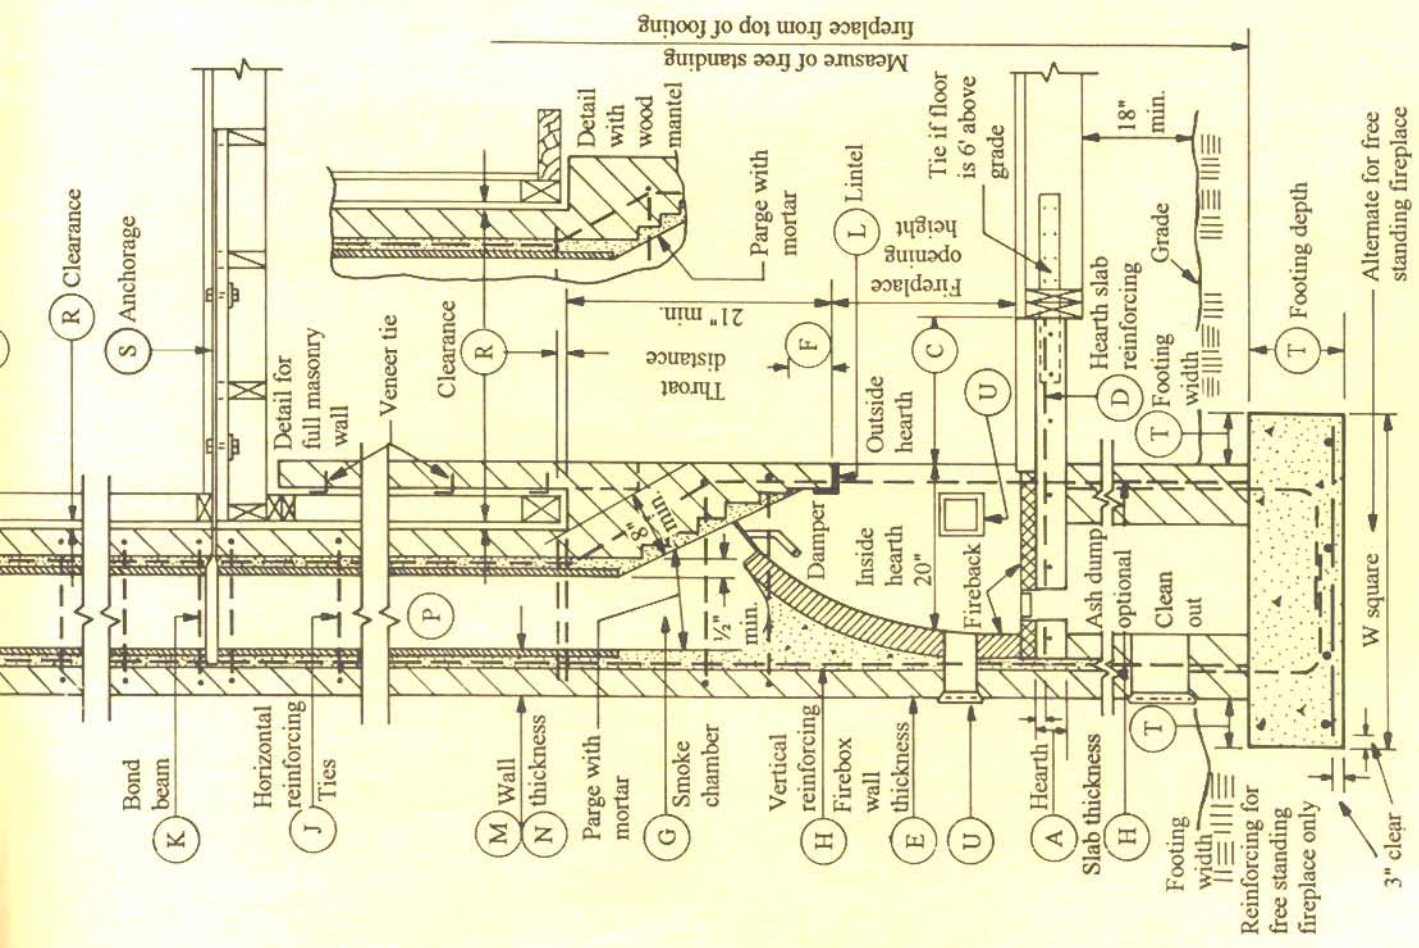 fireplace from top of footing
Measure of free standing
R Clearance
S Anchorage
Detail for
full masonry
wall
Veneer tie
Clearance
R
Detail
with
wood
mantel
Parge with
mortar
L Lintel
Tie if floor
is 6' above
grade
18"
min.
Fireplace
opening
height
21" min.
Throat
distance
F
C
Outside
hearth
U
D Hearth slab
reinforcing
Grade
T Footing
width
T Footing depth
Alternate for free
standing fireplace
P
8"
min.
½"
min.
Damper
Inside
hearth
20"
Fireback
Ash dump
optional
Clean
out
W square
Bond
beam
K
Horizontal
reinforcing
Ties
J
M Wall
N thickness
Parge with
mortar
G Smoke
chamber
Vertical
reinforcing
H Firebox
wall
thickness
E
U
A Hearth
Slab thickness
H
T
Footing
width
Reinforcing for
free standing
fireplace only
3" clear